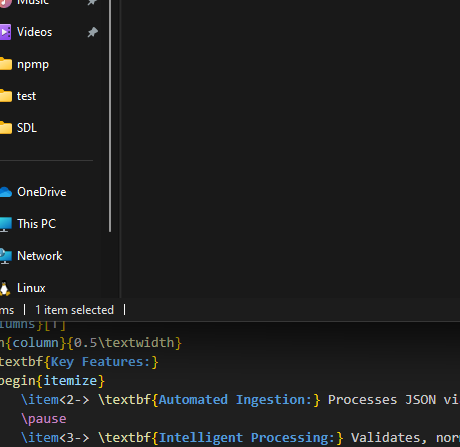 Music
Videos
npmp
test
SDL
OneDrive
This PC
Network
Linux
ms | 1 item selected |
lumns}[T]
n{column}{0.5\textwidth}
textbf{Key Features:}
begin{itemize}
\item<2-> \textbf{Automated Ingestion:} Processes JSON vi
\pause
\item<3-> \textbf{Intelligent Processing:} Validates, nor